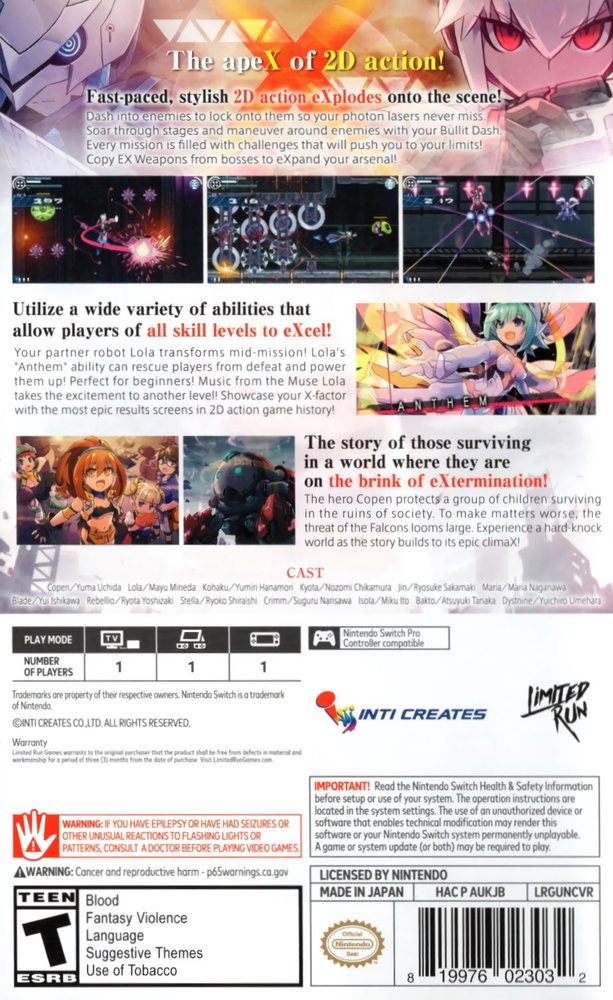 The apeX of 2D action!
Fast-paced, stylish 2D action eXplodes onto the scene!
Dash into enemies to lock onto them so your photon lasers never miss.
Soar through stages and maneuver around enemies with your Bullit Dash.
Every mission is filled with challenges that will push you to your limits!
Copy EX Weapons from bosses to eXpand your arsenal!
Utilize a wide variety of abilities that
allow players of all skill levels to eXcel!
Your partner robot Lola transforms mid-mission! Lola's
"Anthem" ability can rescue players from defeat and power
them up! Perfect for beginners! Music from the Muse Lola
takes the excitement to another level! Showcase your X-factor
with the most epic results screens in 2D action game history!
ANTHEM
The story of those surviving
in a world where they are
on the brink of eXtermination!
The hero Copen protects a group of children surviving
in the ruins of society. To make matters worse, the
threat of the Falcons looms large. Experience a hard-knock
world as the story builds to its epic climaX!
CAST
Copen/Yuma Uchida Lola/Mayu Mineda Kohaku/Yumiri Hanamori Kyota/Nozomi Chikamura Jin/Ryosuke Sakamaki Maria/Maria Naganawa
Blade/Yui Ishikawa Rebellio/Ryota Yoshizaki Stella/Ryoko Shiraishi Crimm/Suguru Narisawa Isola/Miku Ito Bakto/Atsuyuki Tanaka Dystnine/Yuichiro Umehara
PLAY MODE
TV
NUMBER
OF PLAYERS
1
1
1
Nintendo Switch Pro
Controller compatible
Trademarks are property of their respective owners. Nintendo Switch is a trademark
of Nintendo.
©INTI CREATES CO.,LTD. ALL RIGHTS RESERVED.
Warranty
Limited Run Games warrants to the original purchaser that the product shall be free from defects in material and
workmanship for a period of three (3) months from the date of purchase. Visit LimitedRunGames.com.
INTI CREATES
LIMITED
RUN
WARNING: IF YOU HAVE EPILEPSY OR HAVE HAD SEIZURES OR
OTHER UNUSUAL REACTIONS TO FLASHING LIGHTS OR
PATTERNS, CONSULT A DOCTOR BEFORE PLAYING VIDEO GAMES.
WARNING: Cancer and reproductive harm - p65warnings.ca.gov
IMPORTANT! Read the Nintendo Switch Health & Safety Information
before setup or use of your system. The operation instructions are
located in the system settings. The use of an unauthorized device or
software that enables technical modification may render this
software or your Nintendo Switch system permanently unplayable.
A game or system update (or both) may be required to play.
TEEN
T
ESRB
Blood
Fantasy Violence
Language
Suggestive Themes
Use of Tobacco
LICENSED BY NINTENDO
MADE IN JAPAN
HAC P AUKJB
LRGUNCVR
Official
Nintendo
Seal
8 19976 02303 2